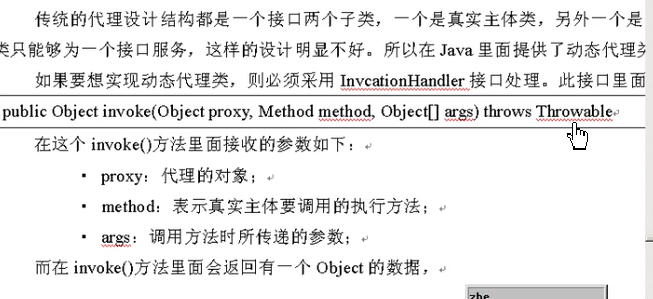 传统的代理设计结构都是一个接口两个子类，一个是真实主体类，另外一个是
类只能够为一个接口服务，这样的设计明显不好。所以在 Java 里面提供了动态代理类
如果要想实现动态代理类，则必须采用 InvcationHandler 接口处理。此接口里面
public Object invoke(Object proxy, Method method, Object[] args) throws Throwable
在这个 invoke()方法里面接收的参数如下：
· proxy：代理的对象；
· method：表示真实主体要调用的执行方法；
· args：调用方法时所传递的参数；
而在 invoke()方法里面会返回有一个 Object 的数据，
zhe